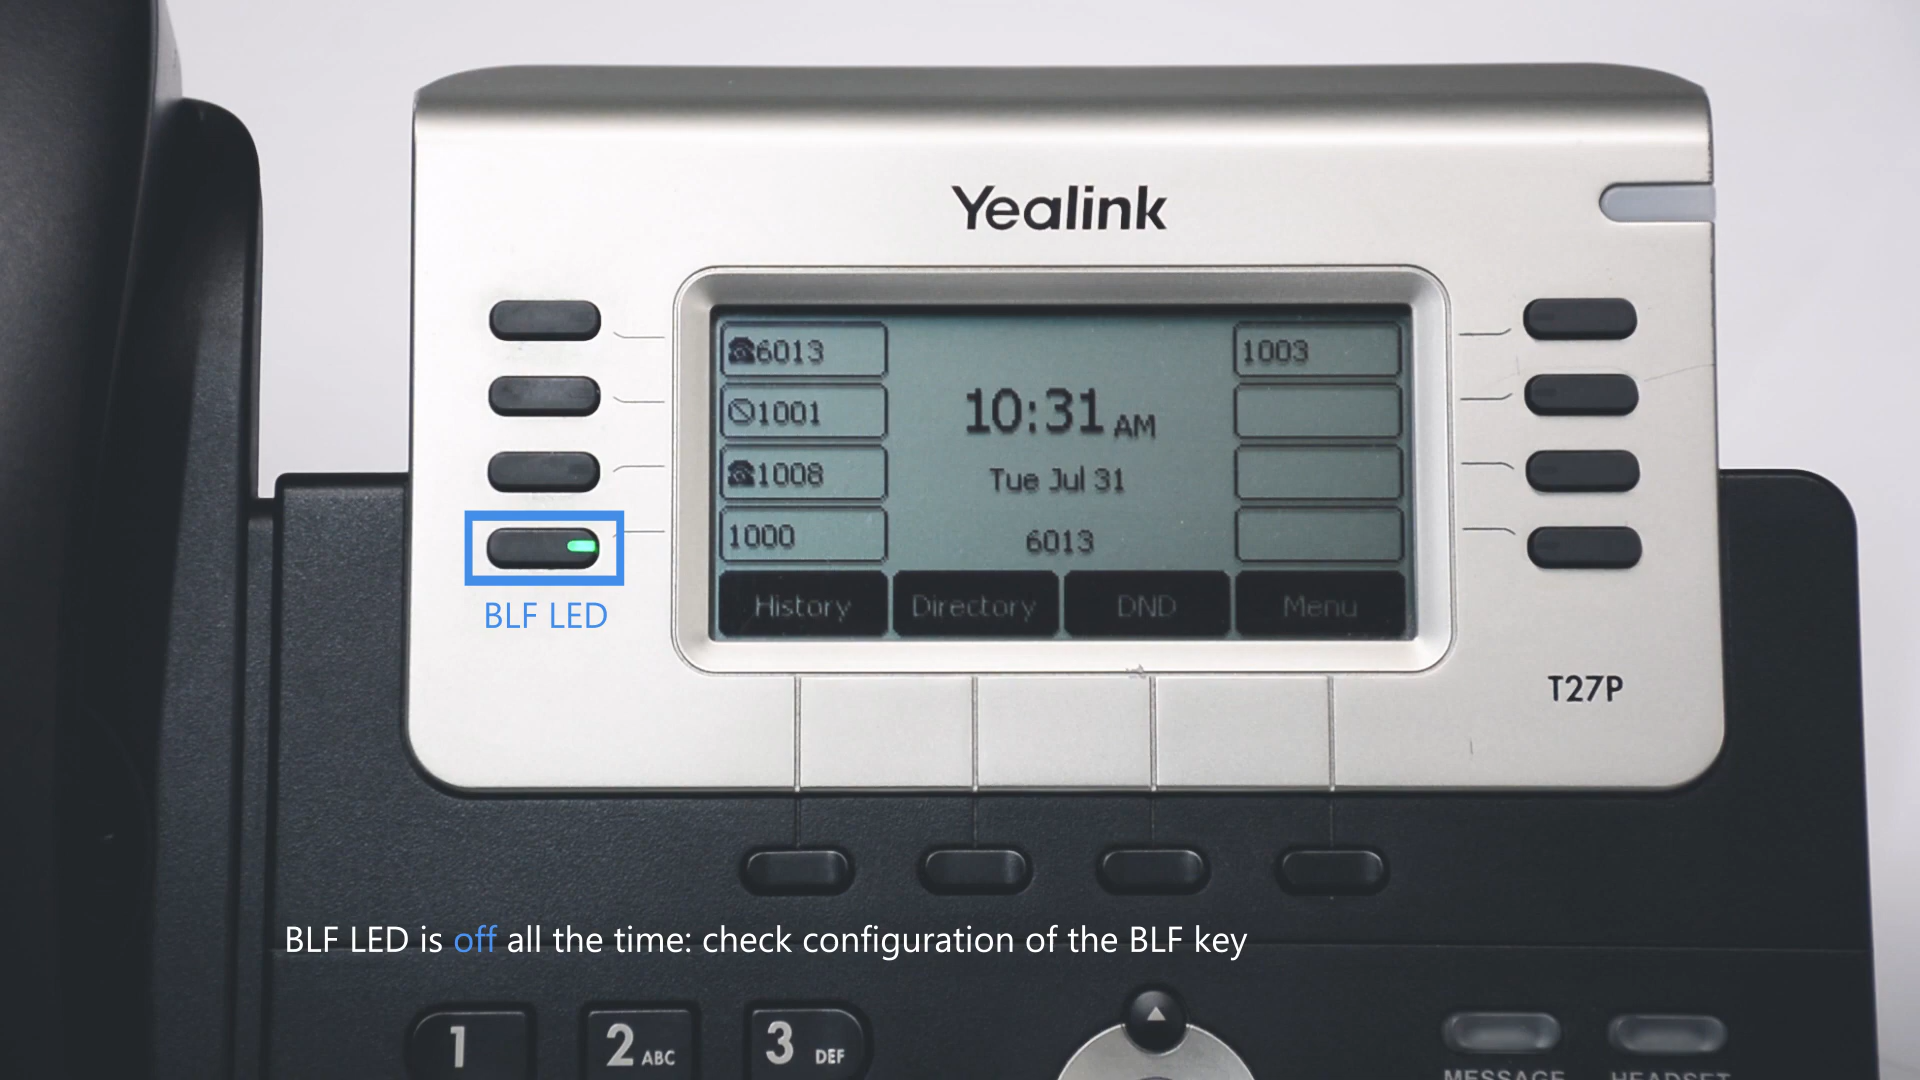 Yealink
6013
1003
1001
10:31 AM
1008
Tue Jul 31
1000
6013
BLF LED
History
Directory
DND
Menu
T27P
BLF LED is off all the time: check configuration of the BLF key
1
2 ABC
3 DEF
MESSAGE
HEADSET